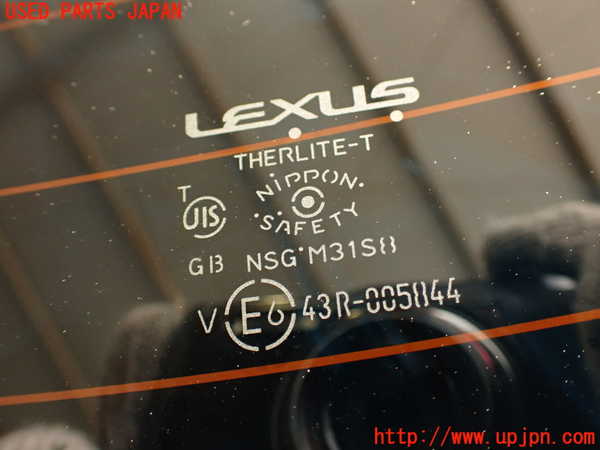 USED PARTS JAPAN
LEXUS
THERLITE-T
T
JIS
NIPPON
SAFETY
GB NSG M31S8
V E6 43R-005844
http://www.upjpn.com/